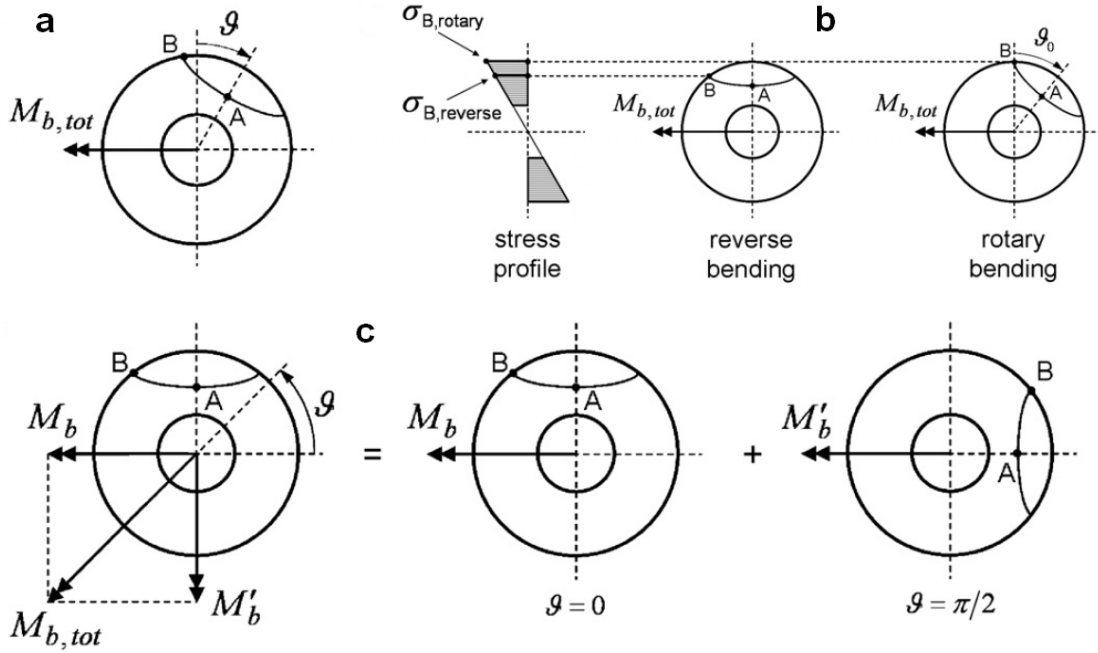 a
B
ϑ
A
M_{b,tot}
σ_{B,rotary}
σ_{B,reverse}
stress
profile
B
A
M_{b,tot}
reverse
bending
b
B
ϑ_0
A
M_{b,tot}
rotary
bending
c
B
A
ϑ
M_b
M_{b,tot}
M'_b
=
B
A
M_b
ϑ = 0
+
B
A
M'_b
ϑ = π/2